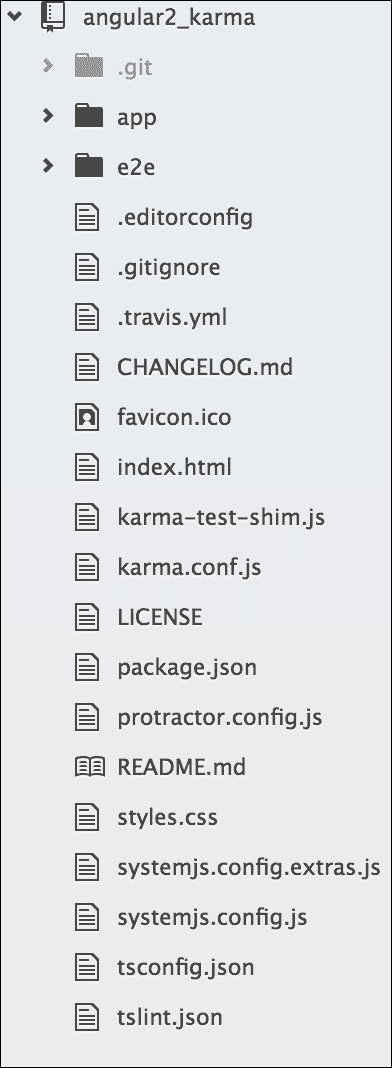 angular2_karma
.git
app
e2e
.editorconfig
.gitignore
.travis.yml
CHANGELOG.md
favicon.ico
index.html
karma-test-shim.js
karma.conf.js
LICENSE
package.json
protractor.config.js
README.md
styles.css
systemjs.config.extras.js
systemjs.config.js
tsconfig.json
tslint.json